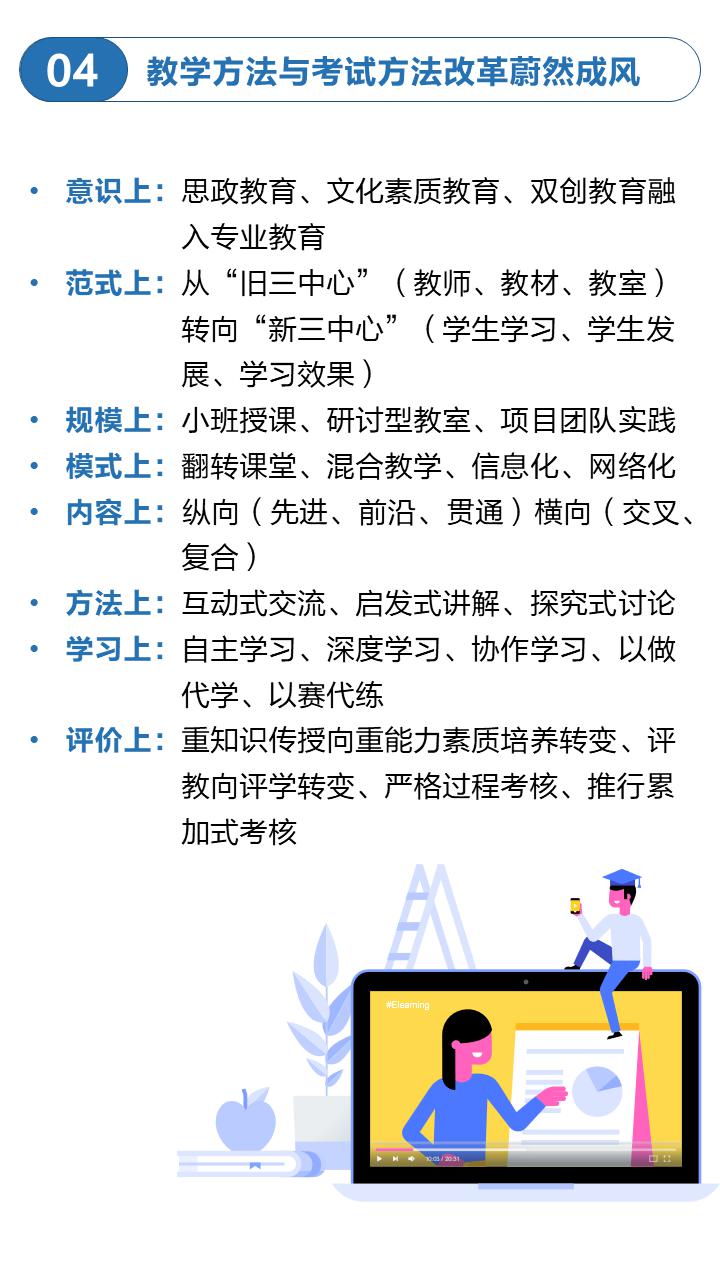 04 教学方法与考试方法改革蔚然成风
• 意识上：思政教育、文化素质教育、双创教育融
入专业教育
• 范式上：从“旧三中心”（教师、教材、教室）
转向“新三中心”（学生学习、学生发
展、学习效果）
• 规模上：小班授课、研讨型教室、项目团队实践
• 模式上：翻转课堂、混合教学、信息化、网络化
• 内容上：纵向（先进、前沿、贯通）横向（交叉、
复合）
• 方法上：互动式交流、启发式讲解、探究式讨论
• 学习上：自主学习、深度学习、协作学习、以做
代学、以赛代练
• 评价上：重知识传授向重能力素质培养转变、评
教向评学转变、严格过程考核、推行累
加式考核
#Elearning
10:03 / 20:31